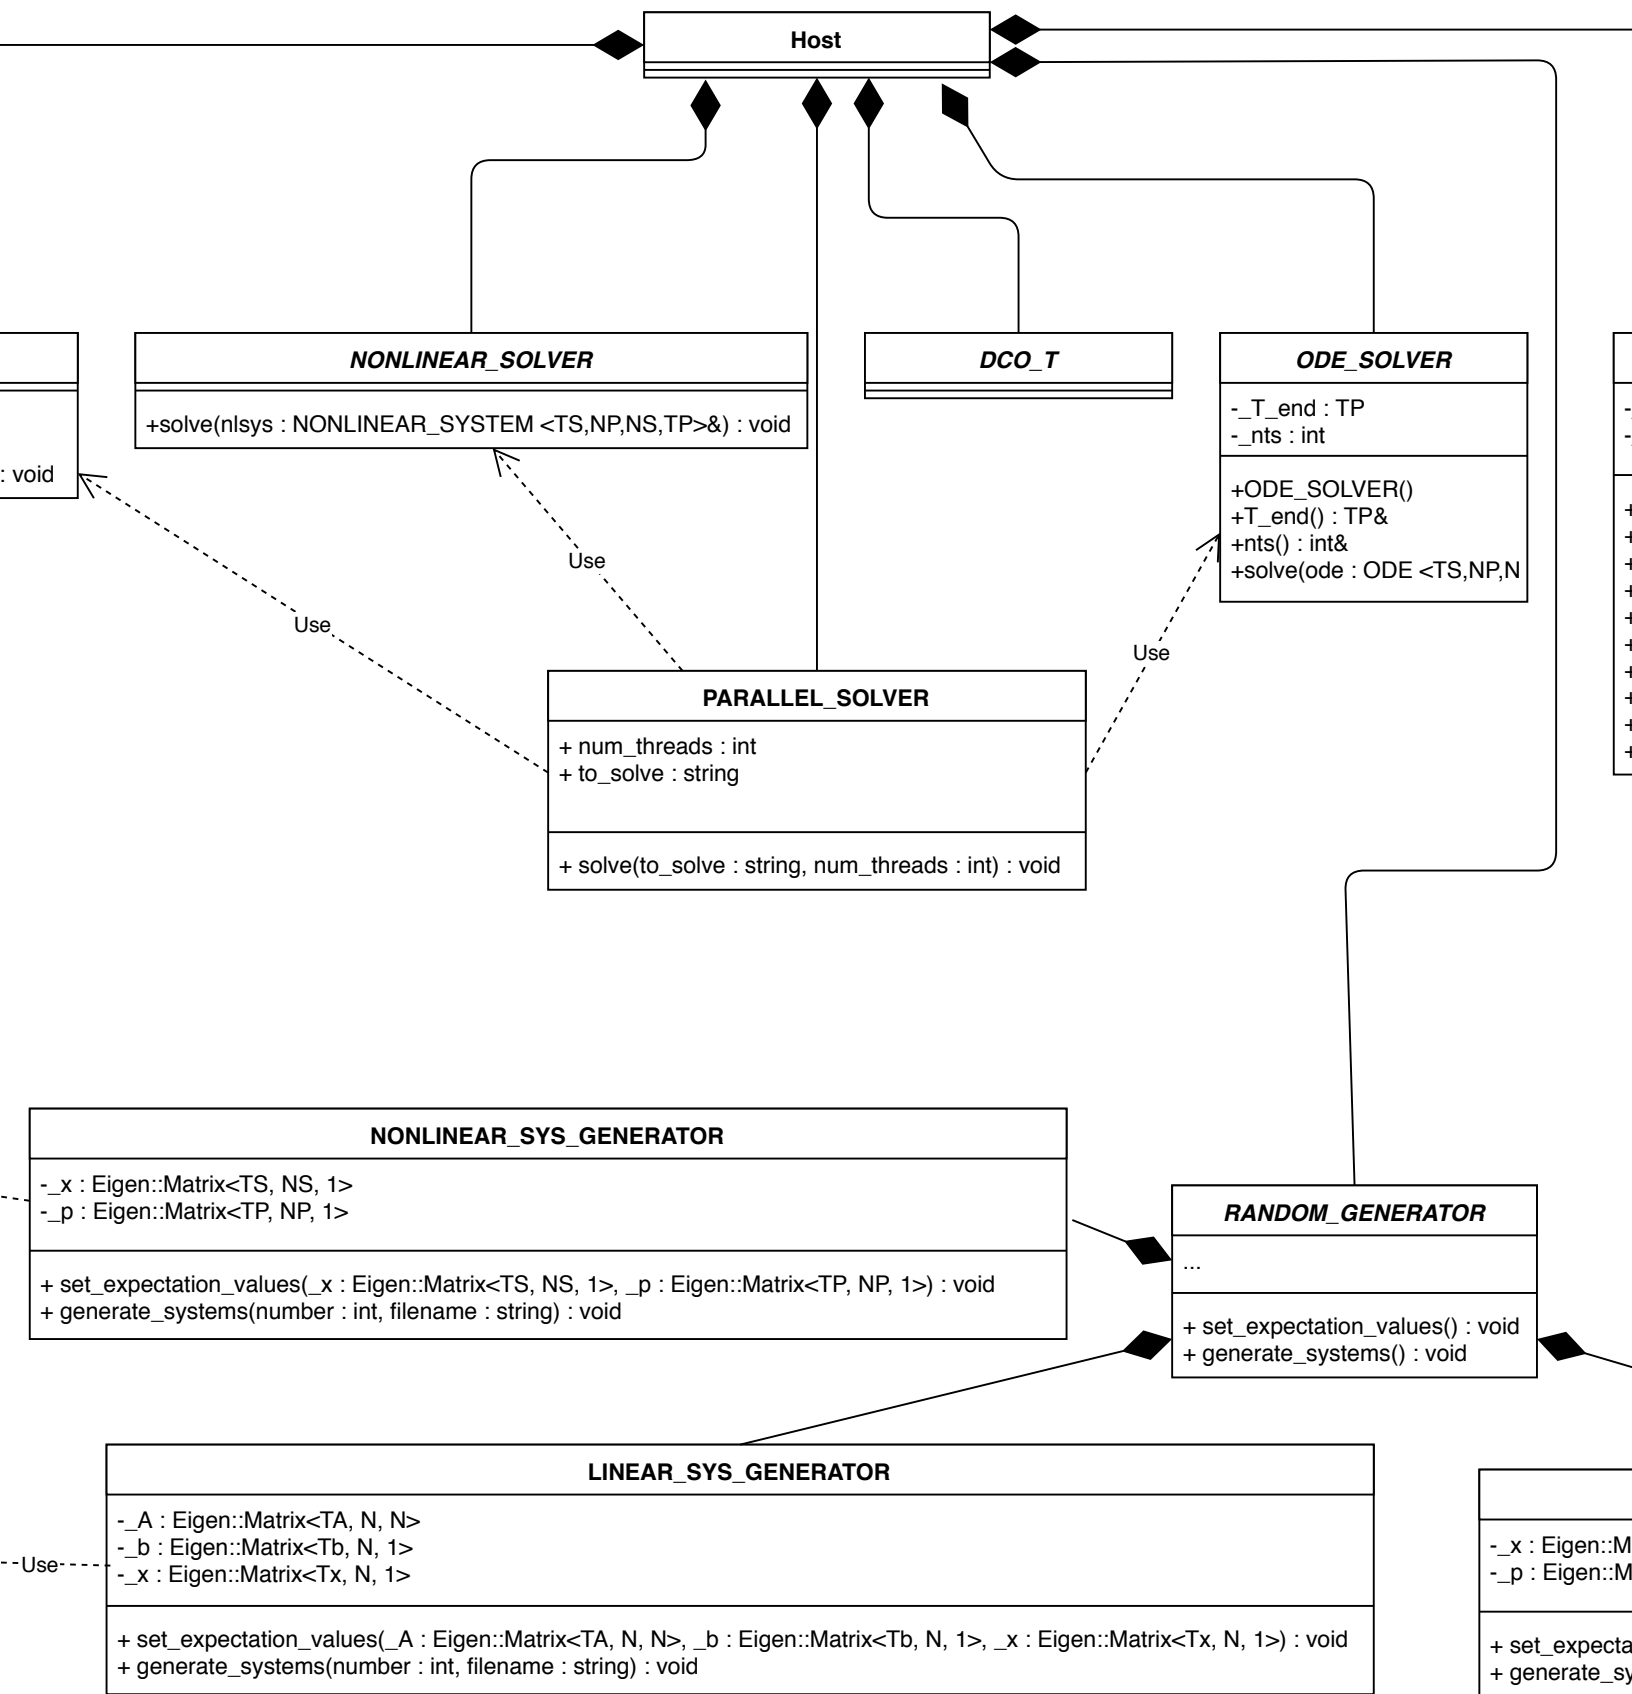 Host
NONLINEAR_SOLVER
+solve(nlsys : NONLINEAR_SYSTEM <TS,NP,NS,TP>&) : void
DCO_T
ODE_SOLVER
-_T_end : TP
-_nts : int
+ODE_SOLVER()
+T_end() : TP&
+nts() : int&
+solve(ode : ODE <TS,NP,N
: void
Use
Use
Use
PARALLEL_SOLVER
+ num_threads : int
+ to_solve : string
+ solve(to_solve : string, num_threads : int) : void
NONLINEAR_SYS_GENERATOR
-_x : Eigen::Matrix<TS, NS, 1>
-_p : Eigen::Matrix<TP, NP, 1>
+ set_expectation_values(_x : Eigen::Matrix<TS, NS, 1>, _p : Eigen::Matrix<TP, NP, 1>) : void
+ generate_systems(number : int, filename : string) : void
RANDOM_GENERATOR
...
+ set_expectation_values() : void
+ generate_systems() : void
LINEAR_SYS_GENERATOR
-_A : Eigen::Matrix<TA, N, N>
-_b : Eigen::Matrix<Tb, N, 1>
-_x : Eigen::Matrix<Tx, N, 1>
+ set_expectation_values(_A : Eigen::Matrix<TA, N, N>, _b : Eigen::Matrix<Tb, N, 1>, _x : Eigen::Matrix<Tx, N, 1>) : void
+ generate_systems(number : int, filename : string) : void
Use
-_x : Eigen::M
-_p : Eigen::M
+ set_expecta
+ generate_sy